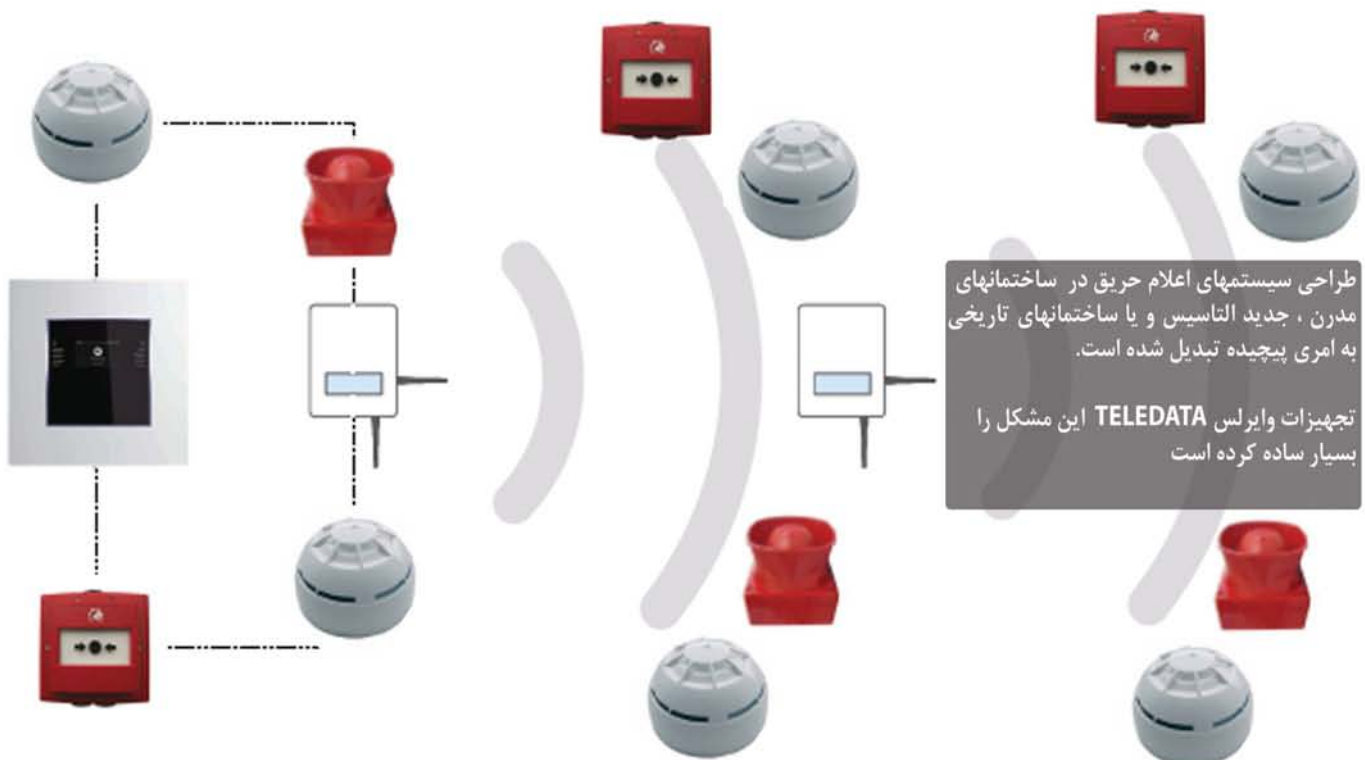 طراحی سیستمهای اعلام حریق در ساختمانهای
مدرن ، جدید التاسیس و یا ساختمانهای تاریخی
به امری پیچیده تبدیل شده است.
تجهیزات وایرلس TELEDATA این مشکل را
بسیار ساده کرده است